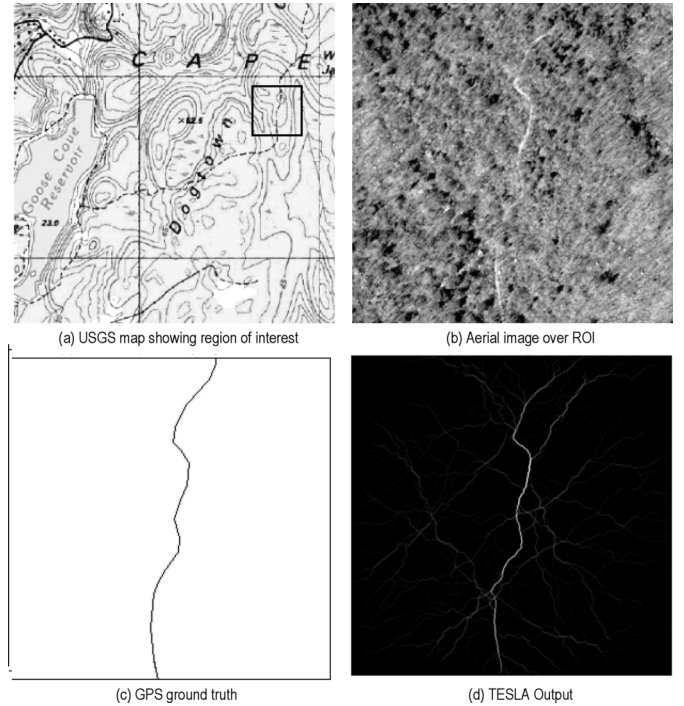 C A P E
W
Ja
×62.5
Dogtown
Goose Cove
Reservoir
23.0
(a) USGS map showing region of interest
(b) Aerial image over ROI
(c) GPS ground truth
(d) TESLA Output